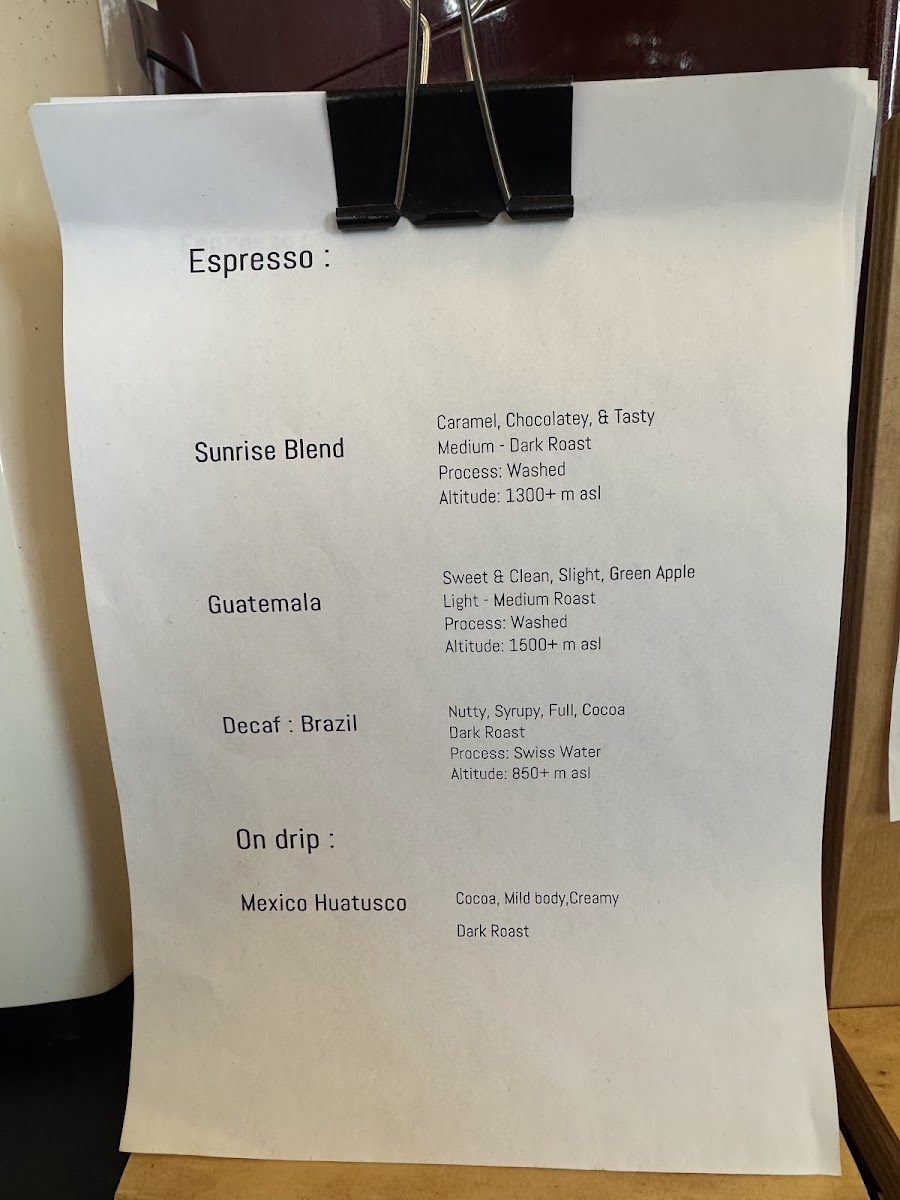 Espresso :
Sunrise Blend
Caramel, Chocolatey, & Tasty
Medium - Dark Roast
Process: Washed
Altitude: 1300+ m asl
Guatemala
Sweet & Clean, Slight, Green Apple
Light - Medium Roast
Process: Washed
Altitude: 1500+ m asl
Decaf : Brazil
Nutty, Syrupy, Full, Cocoa
Dark Roast
Process: Swiss Water
Altitude: 850+ m asl
On drip :
Mexico Huatusco
Cocoa, Mild body,Creamy
Dark Roast